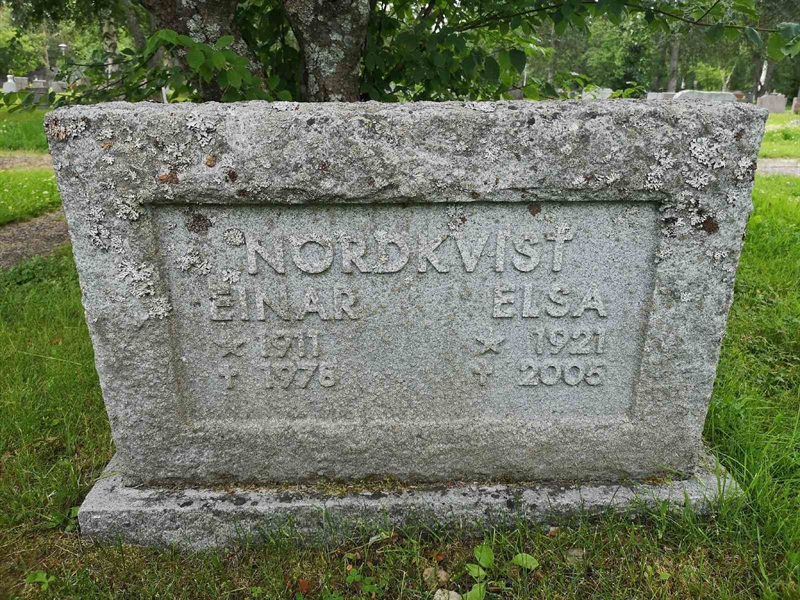 NORDKVIST
EINAR ELSA
* 1911 * 1921
† 1978 † 2005